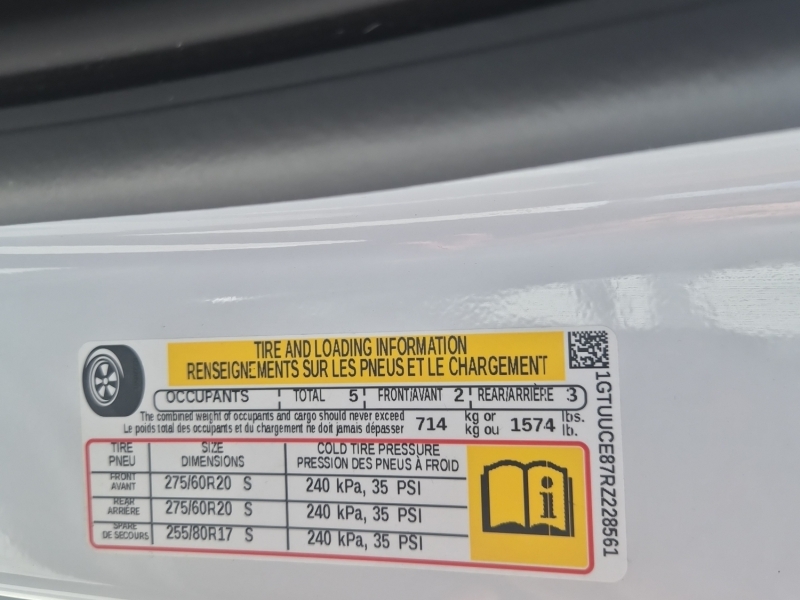 TIRE AND LOADING INFORMATION
RENSEIGNEMENTS SUR LES PNEUS ET LE CHARGEMENT
OCCUPANTS TOTAL 5 FRONT/AVANT 2 REAR/ARRIÈRE 3
The combined weight of occupants and cargo should never exceed 714 kg or 1574 lbs.
Le poids total des occupants et du chargement ne doit jamais dépasser kg ou lb.
TIRE SIZE COLD TIRE PRESSURE
PNEU DIMENSIONS PRESSION DES PNEUS À FROID
FRONT
AVANT 275/60R20 S 240 kPa, 35 PSI
REAR
ARRIÈRE 275/60R20 S 240 kPa, 35 PSI
SPARE
DE SECOURS 255/80R17 S 240 kPa, 35 PSI
1GTUUCE87RZ228561